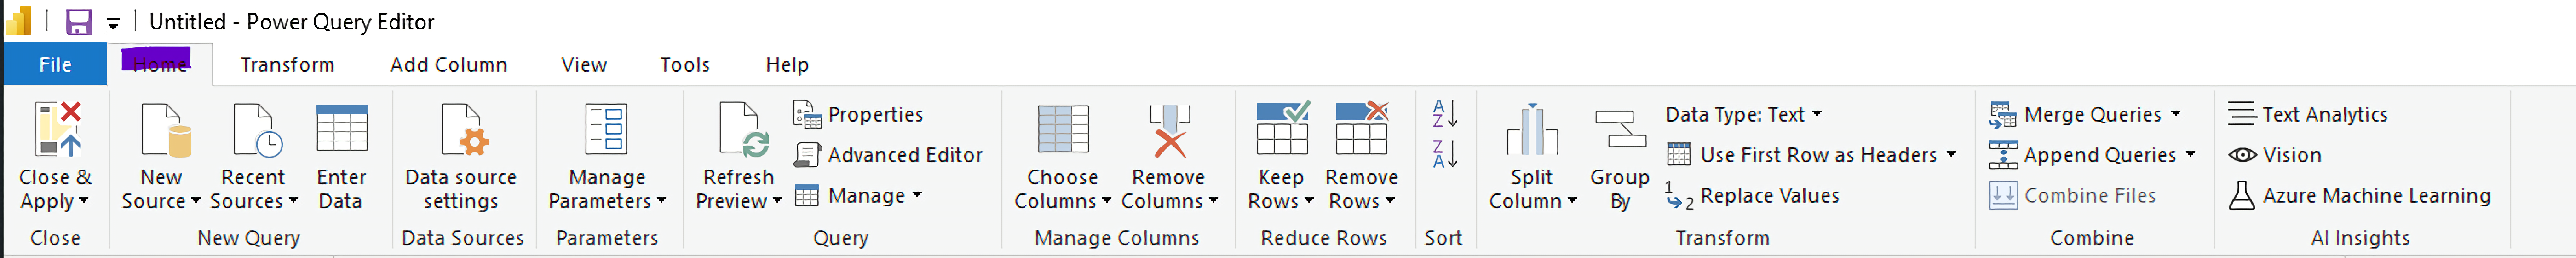 Untitled - Power Query Editor
File
Home
Transform
Add Column
View
Tools
Help
Close &
Apply
Close
New
Source
Recent
Sources
Enter
Data
New Query
Data source
settings
Data Sources
Manage
Parameters
Parameters
Refresh
Preview
Properties
Advanced Editor
Manage
Query
Choose
Columns
Remove
Columns
Manage Columns
Keep
Rows
Remove
Rows
Reduce Rows
A
Z
Z
A
Sort
Split
Column
Group
By
Data Type: Text
Use First Row as Headers
1
2
Replace Values
Transform
Merge Queries
Append Queries
Combine Files
Combine
Text Analytics
Vision
Azure Machine Learning
AI Insights